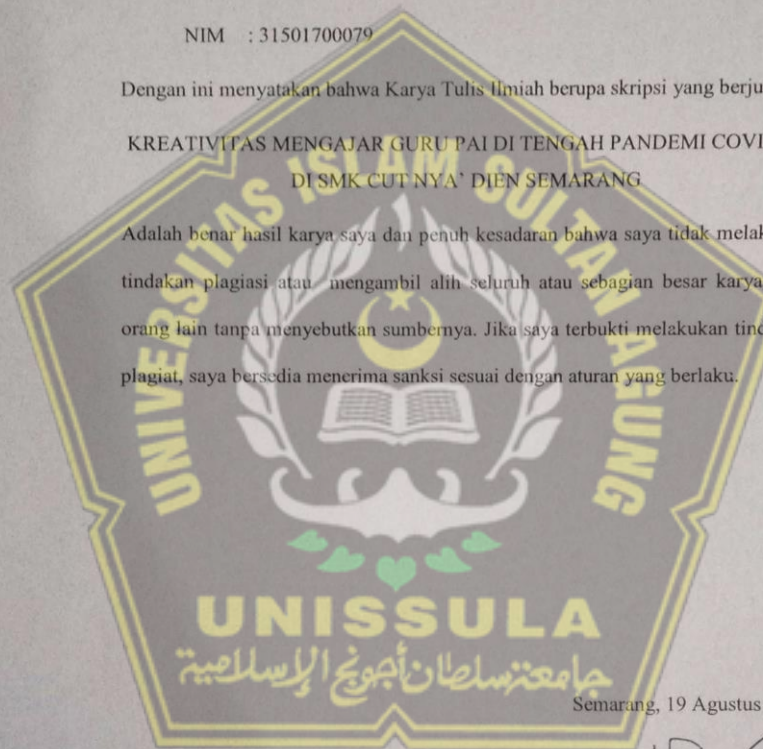 NIM : 31501700079
Dengan ini menyatakan bahwa Karya Tulis Ilmiah berupa skripsi yang berju
KREATIVITAS MENGAJAR GURU PAI DI TENGAH PANDEMI COVI
DI SMK CUT NYA` DIEN SEMARANG
Adalah benar hasil karya saya dan penuh kesadaran bahwa saya tidak melak
tindakan plagiasi atau mengambil alih seluruh atau sebagian besar karya
orang lain tanpa menyebutkan sumbernya. Jika saya terbukti melakukan tind
plagiat, saya bersedia menerima sanksi sesuai dengan aturan yang berlaku.
UNIVERSITAS ISLAM SULTAN AGUNG
UNISSULA
جامعة سلطان أجونج الإسلامية
Semarang, 19 Agustus